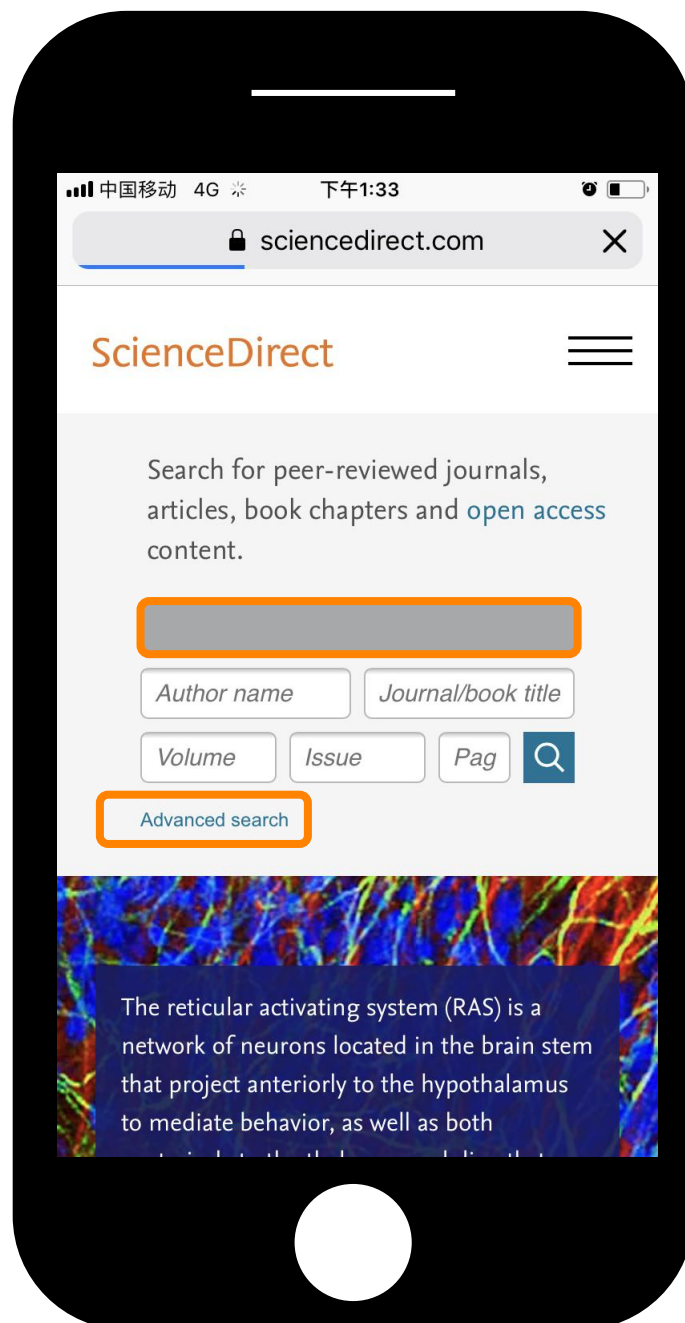 中国移动 4G 下午1:33
sciencedirect.com
ScienceDirect
Search for peer-reviewed journals,
articles, book chapters and open access
content.
Author name Journal/book title
Volume Issue Pag
Advanced search
The reticular activating system (RAS) is a
network of neurons located in the brain stem
that project anteriorly to the hypothalamus
to mediate behavior, as well as both